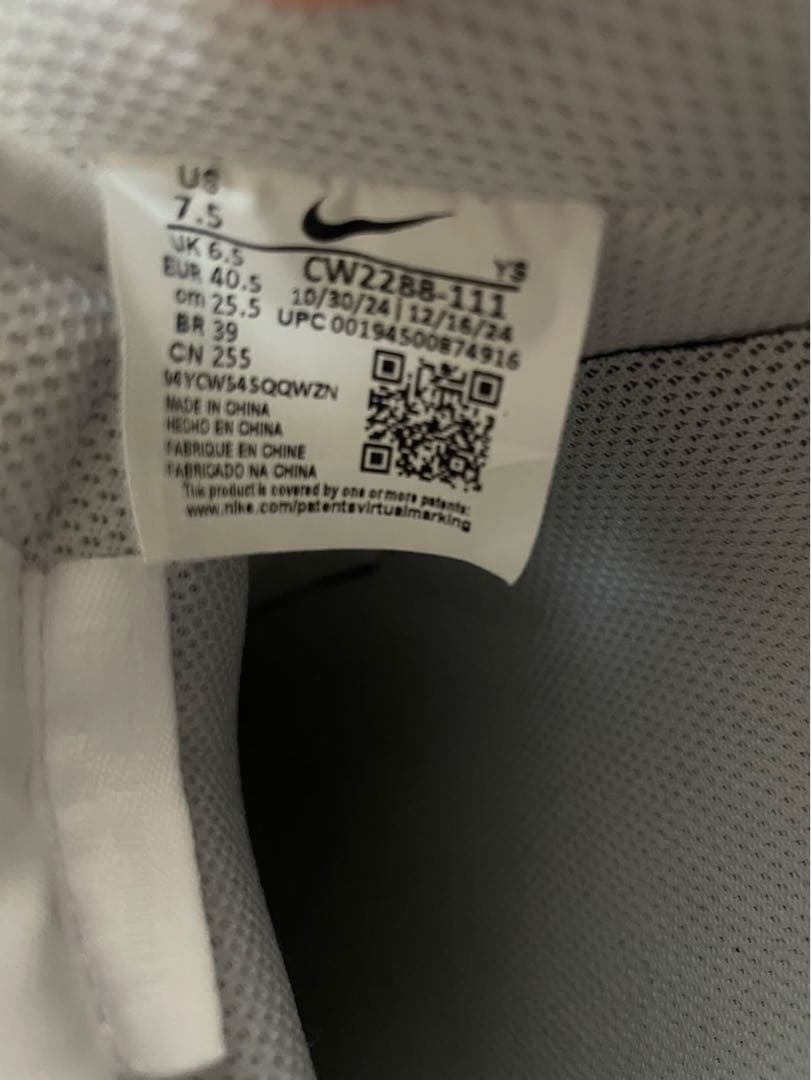 US
7.5
UK 6.5
EUR 40.5
cm 25.5
BR 39
CN 255
YS
CW2288-111
10/30/24 | 12/16/24
UPC 00194500874916
MADE IN CHINA
HECHO EN CHINA
FABRIQUE EN CHINE
FABRICADO NA CHINA
This product is covered by one or more patents:
www.nike.com/patentsvirtualmarking